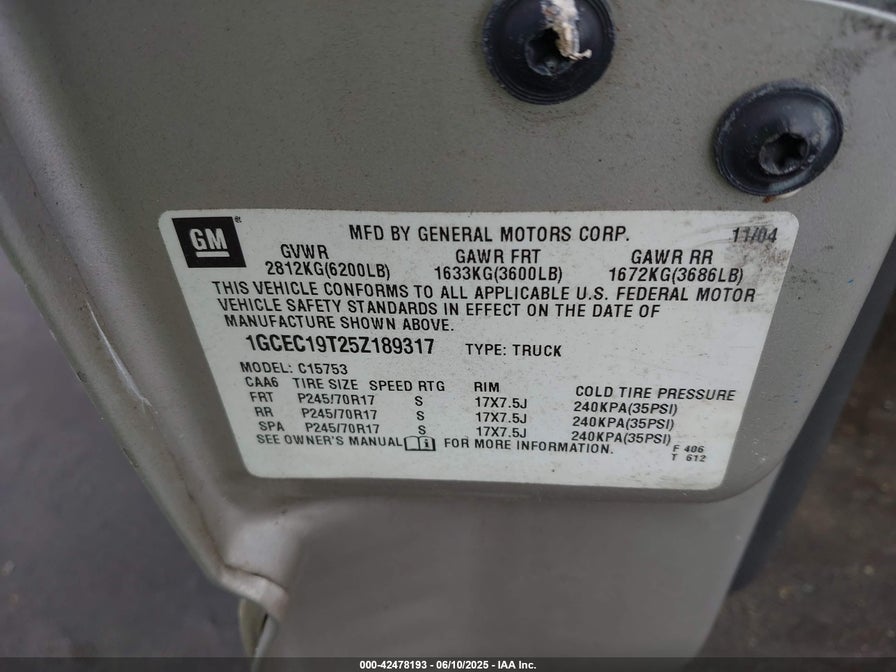 GM
MFD BY GENERAL MOTORS CORP. 11/04
GVWR GAWR FRT GAWR RR
2812KG(6200LB) 1633KG(3600LB) 1672KG(3686LB)
THIS VEHICLE CONFORMS TO ALL APPLICABLE U.S. FEDERAL MOTOR
VEHICLE SAFETY STANDARDS IN EFFECT ON THE DATE OF
MANUFACTURE SHOWN ABOVE.
1GCEC19T25Z189317 TYPE: TRUCK
MODEL: C15753
CAA6 TIRE SIZE SPEED RTG RIM COLD TIRE PRESSURE
FRT P245/70R17 S 17X7.5J 240KPA(35PSI)
RR P245/70R17 S 17X7.5J 240KPA(35PSI)
SPA P245/70R17 S 17X7.5J 240KPA(35PSI)
SEE OWNER'S MANUAL FOR MORE INFORMATION.
F 406
T 612
000-42478193 - 06/10/2025 - IAA Inc.